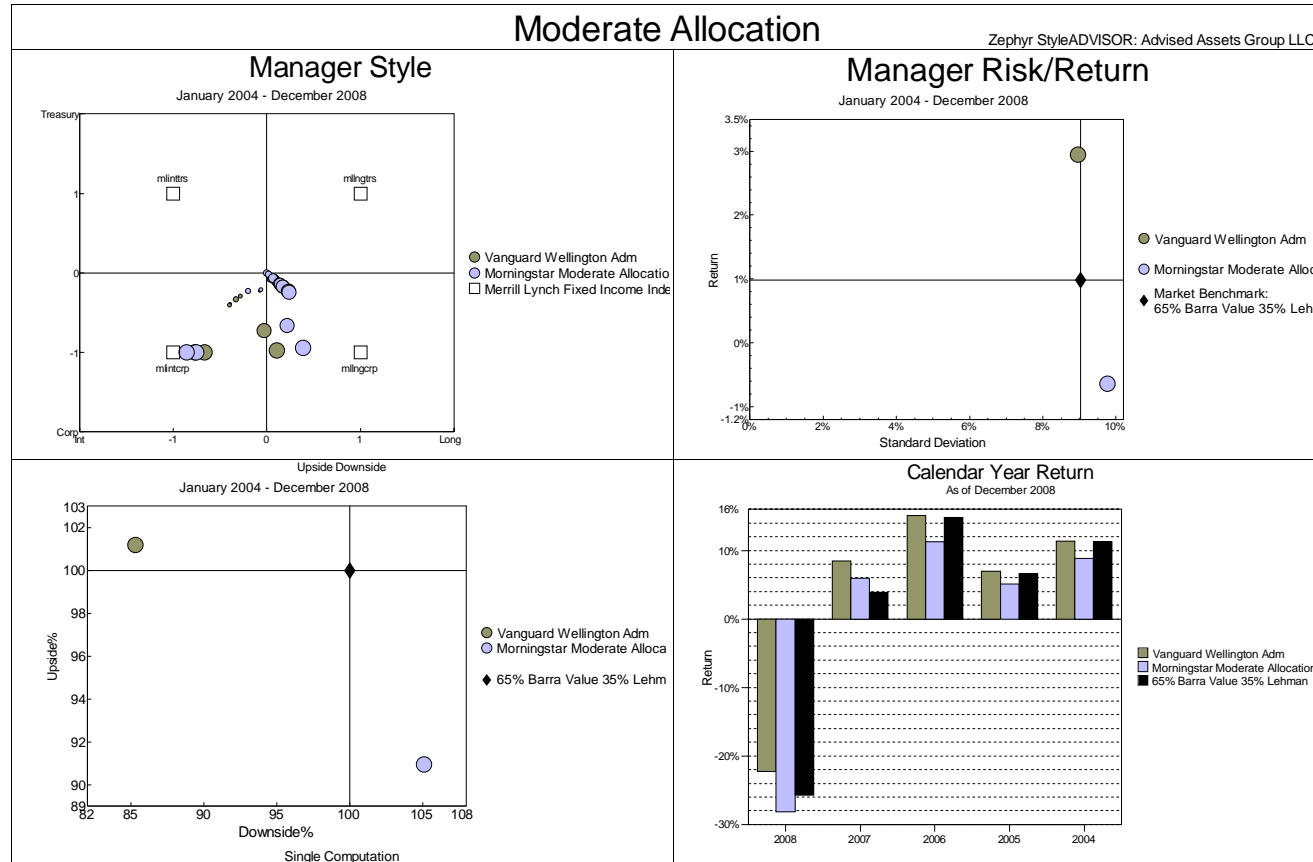 Moderate Allocation
Zephyr StyleADVISOR: Advised Assets Group LLC
Manager Style
January 2004 - December 2008
Treasury
mlinttrs
mllngtrs
1
0
-1
mlintcrp
mllngcrp
Corp
Int
-1
0
1
Long
Vanguard Wellington Adm
Morningstar Moderate Allocatio
Merrill Lynch Fixed Income Inde
Manager Risk/Return
January 2004 - December 2008
3.5%
3%
2%
1%
0%
-1%
-1.2%
Return
0%
2%
4%
6%
8%
10%
Standard Deviation
Vanguard Wellington Adm
Morningstar Moderate Alloc
Market Benchmark:
65% Barra Value 35% Leh
Upside Downside
January 2004 - December 2008
103
102
100
98
96
94
92
90
89
Upside%
82
85
90
95
100
105
108
Downside%
Single Computation
Vanguard Wellington Adm
Morningstar Moderate Alloca
65% Barra Value 35% Lehm
Calendar Year Return
As of December 2008
16%
10%
0%
-10%
-20%
-30%
Return
2008
2007
2006
2005
2004
Vanguard Wellington Adm
Morningstar Moderate Allocation
65% Barra Value 35% Lehman